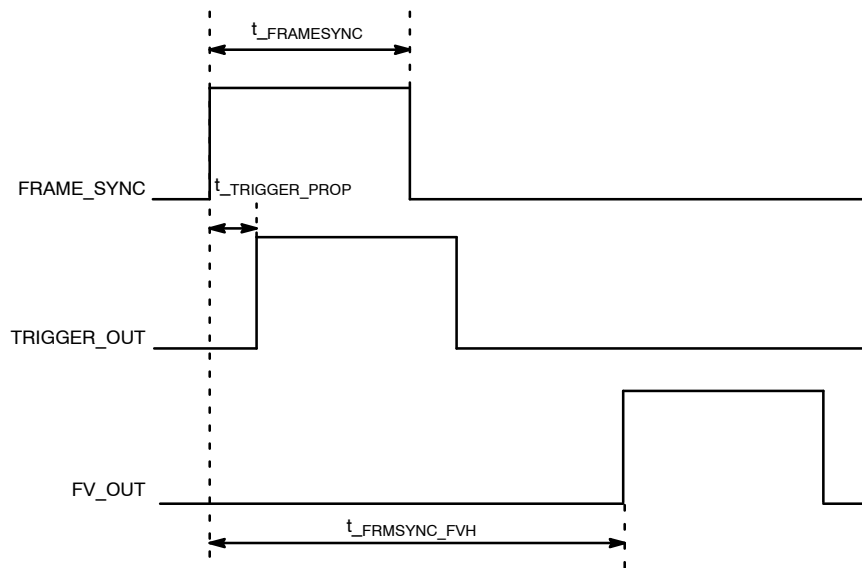 t_FRAMESYNC
FRAME_SYNC
t_TRIGGER_PROP
TRIGGER_OUT
FV_OUT
t_FRMSYNC_FVH